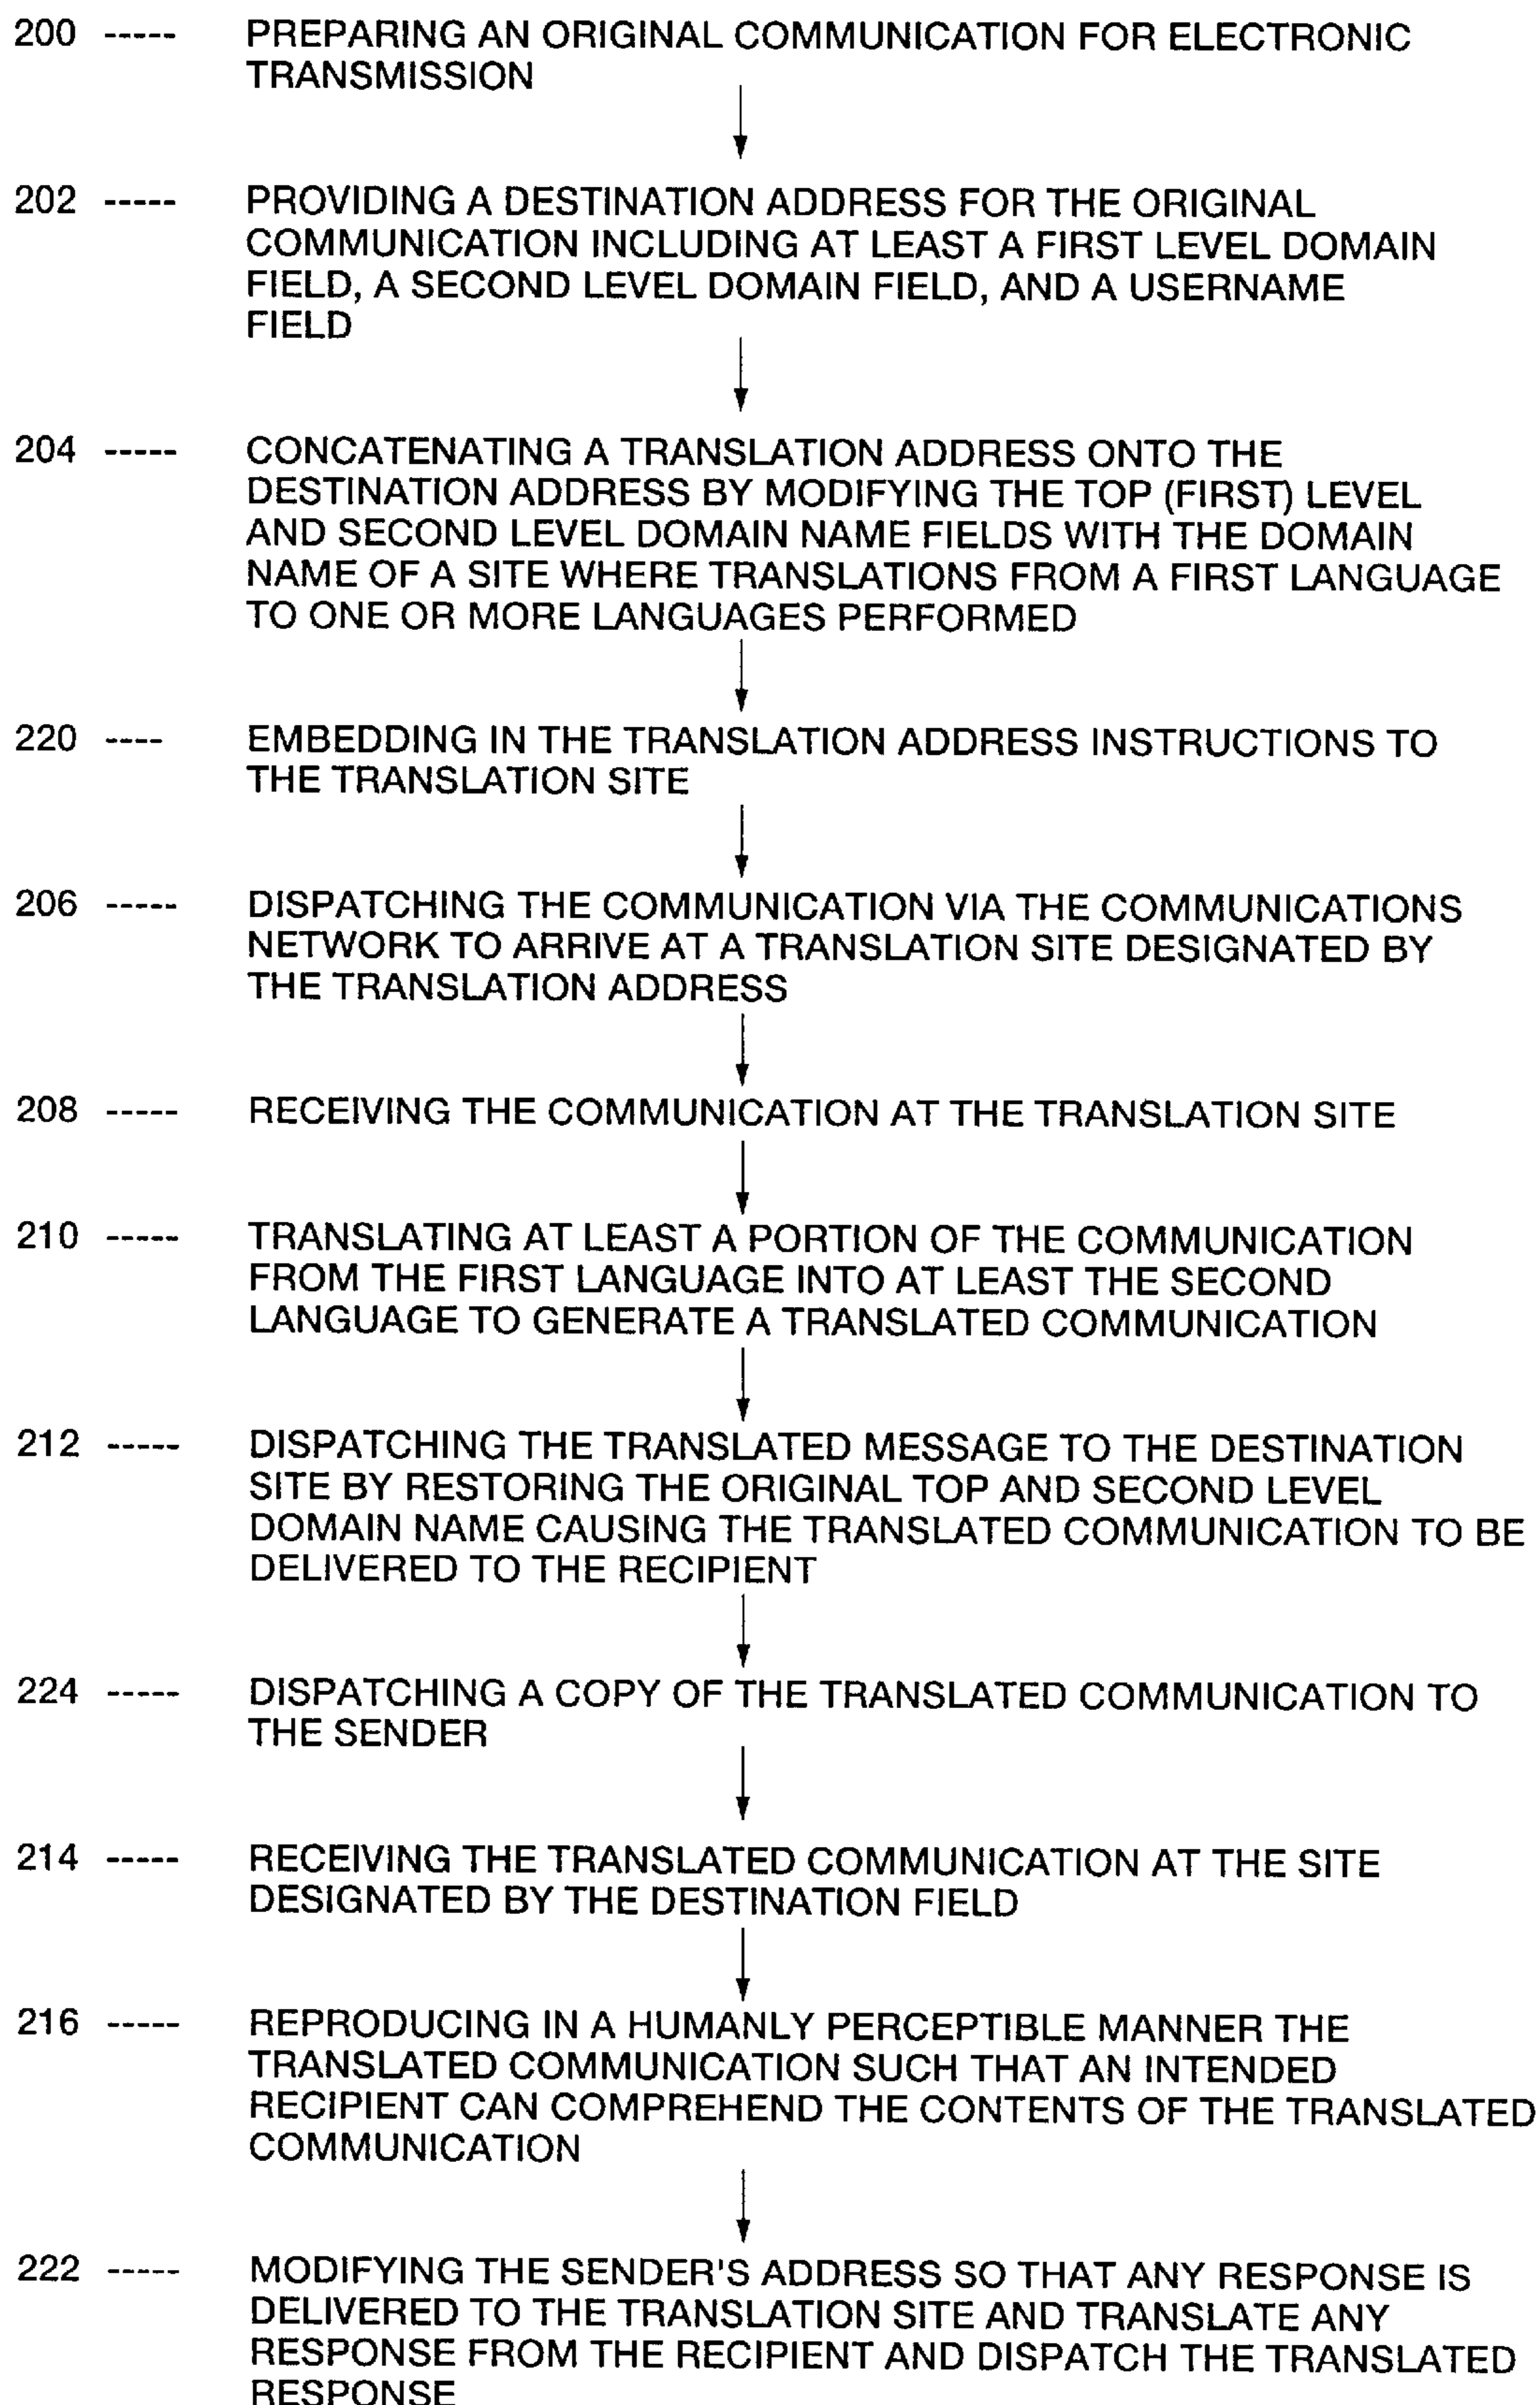 200 ----- PREPARING AN ORIGINAL COMMUNICATION FOR ELECTRONIC
TRANSMISSION
202 ----- PROVIDING A DESTINATION ADDRESS FOR THE ORIGINAL
COMMUNICATION INCLUDING AT LEAST A FIRST LEVEL DOMAIN
FIELD, A SECOND LEVEL DOMAIN FIELD, AND A USERNAME
FIELD
204 ----- CONCATENATING A TRANSLATION ADDRESS ONTO THE
DESTINATION ADDRESS BY MODIFYING THE TOP (FIRST) LEVEL
AND SECOND LEVEL DOMAIN NAME FIELDS WITH THE DOMAIN
NAME OF A SITE WHERE TRANSLATIONS FROM A FIRST LANGUAGE
TO ONE OR MORE LANGUAGES PERFORMED
220 ---- EMBEDDING IN THE TRANSLATION ADDRESS INSTRUCTIONS TO
THE TRANSLATION SITE
206 ----- DISPATCHING THE COMMUNICATION VIA THE COMMUNICATIONS
NETWORK TO ARRIVE AT A TRANSLATION SITE DESIGNATED BY
THE TRANSLATION ADDRESS
208 ----- RECEIVING THE COMMUNICATION AT THE TRANSLATION SITE
210 ----- TRANSLATING AT LEAST A PORTION OF THE COMMUNICATION
FROM THE FIRST LANGUAGE INTO AT LEAST THE SECOND
LANGUAGE TO GENERATE A TRANSLATED COMMUNICATION
212 ----- DISPATCHING THE TRANSLATED MESSAGE TO THE DESTINATION
SITE BY RESTORING THE ORIGINAL TOP AND SECOND LEVEL
DOMAIN NAME CAUSING THE TRANSLATED COMMUNICATION TO BE
DELIVERED TO THE RECIPIENT
224 ----- DISPATCHING A COPY OF THE TRANSLATED COMMUNICATION TO
THE SENDER
214 ----- RECEIVING THE TRANSLATED COMMUNICATION AT THE SITE
DESIGNATED BY THE DESTINATION FIELD
216 ----- REPRODUCING IN A HUMANLY PERCEPTIBLE MANNER THE
TRANSLATED COMMUNICATION SUCH THAT AN INTENDED
RECIPIENT CAN COMPREHEND THE CONTENTS OF THE TRANSLATED
COMMUNICATION
222 ----- MODIFYING THE SENDER'S ADDRESS SO THAT ANY RESPONSE IS
DELIVERED TO THE TRANSLATION SITE AND TRANSLATE ANY
RESPONSE FROM THE RECIPIENT AND DISPATCH THE TRANSLATED
RESPONSE